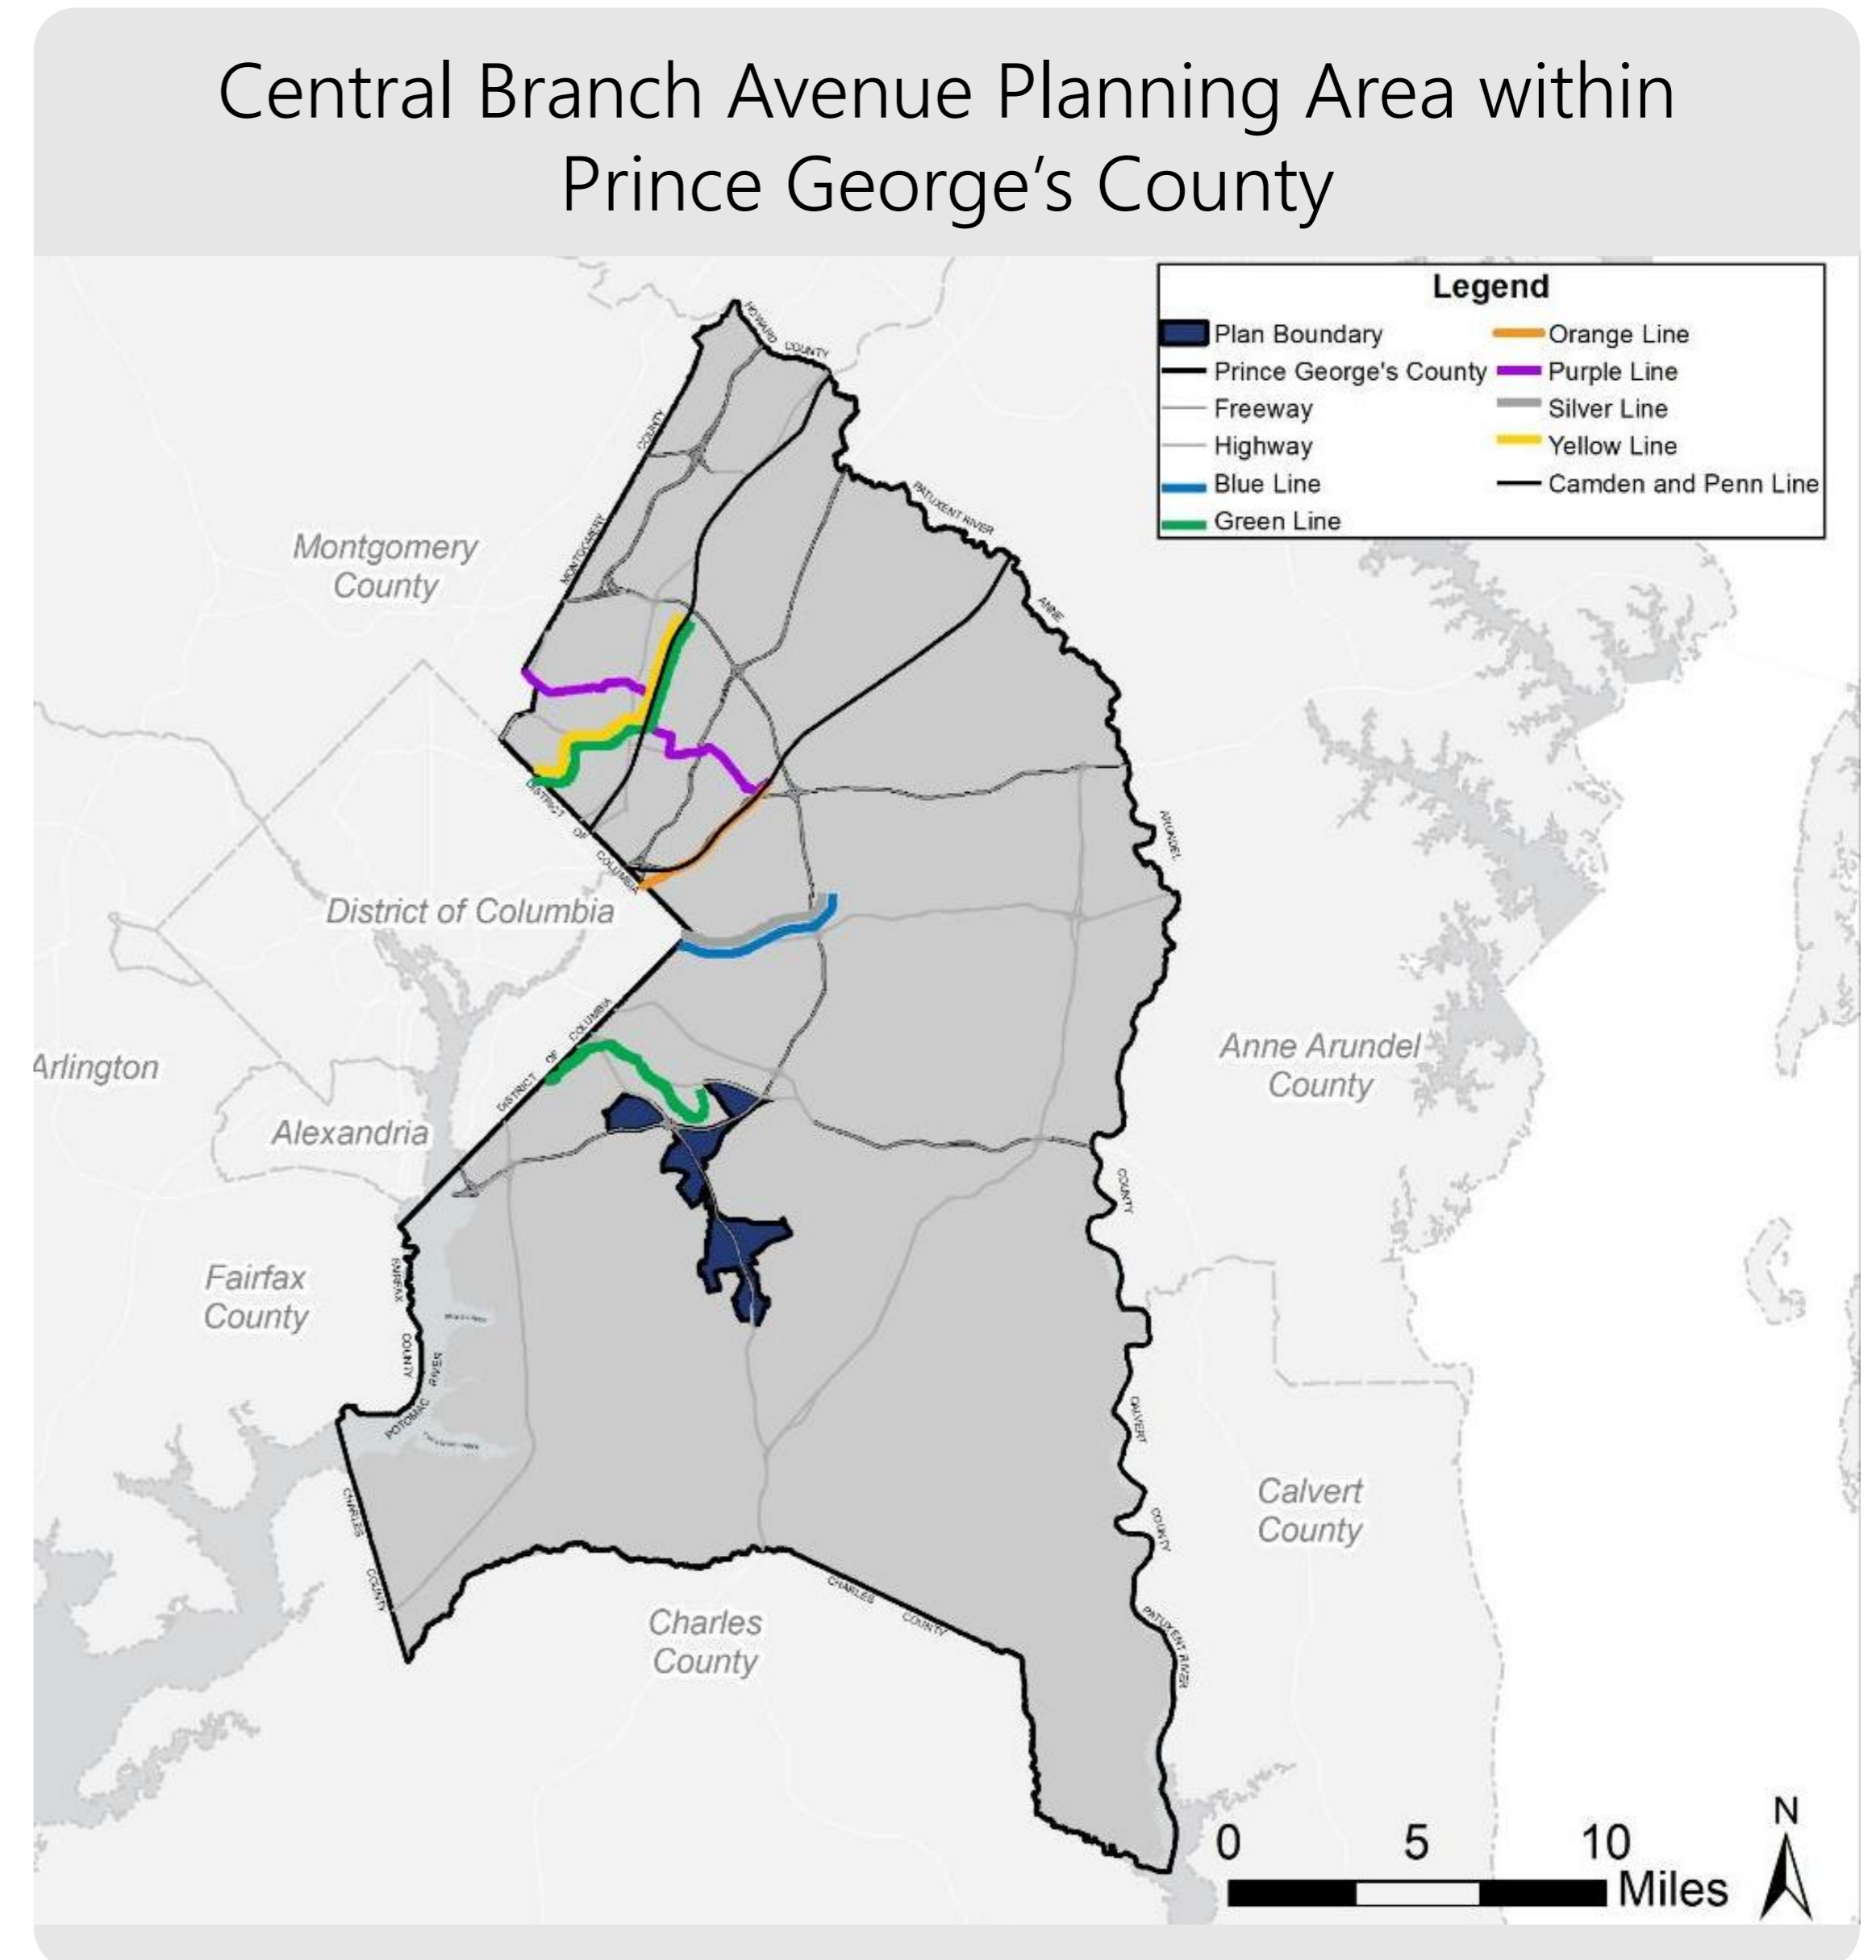 Central Branch Avenue Planning Area within
Prince George's County
Legend
Plan Boundary
Prince George's County
Freeway
Highway
Blue Line
Green Line
Orange Line
Purple Line
Silver Line
Yellow Line
Camden and Penn Line
HOWARD COUNTY
MONTGOMERY COUNTY
PATUXENT RIVER
Montgomery
County
ANNE
ARUNDEL
COUNTY
DISTRICT OF COLUMBIA
District of Columbia
DISTRICT OF COLUMBIA
Arlington
Anne Arundel
County
Alexandria
Fairfax
County
FAIRFAX
COUNTY
POTOMAC RIVER
CALVERT
COUNTY
Calvert
County
CHARLES
COUNTY
CHARLES COUNTY
Charles
County
PATUXENT RIVER
N
0 5 10
Miles